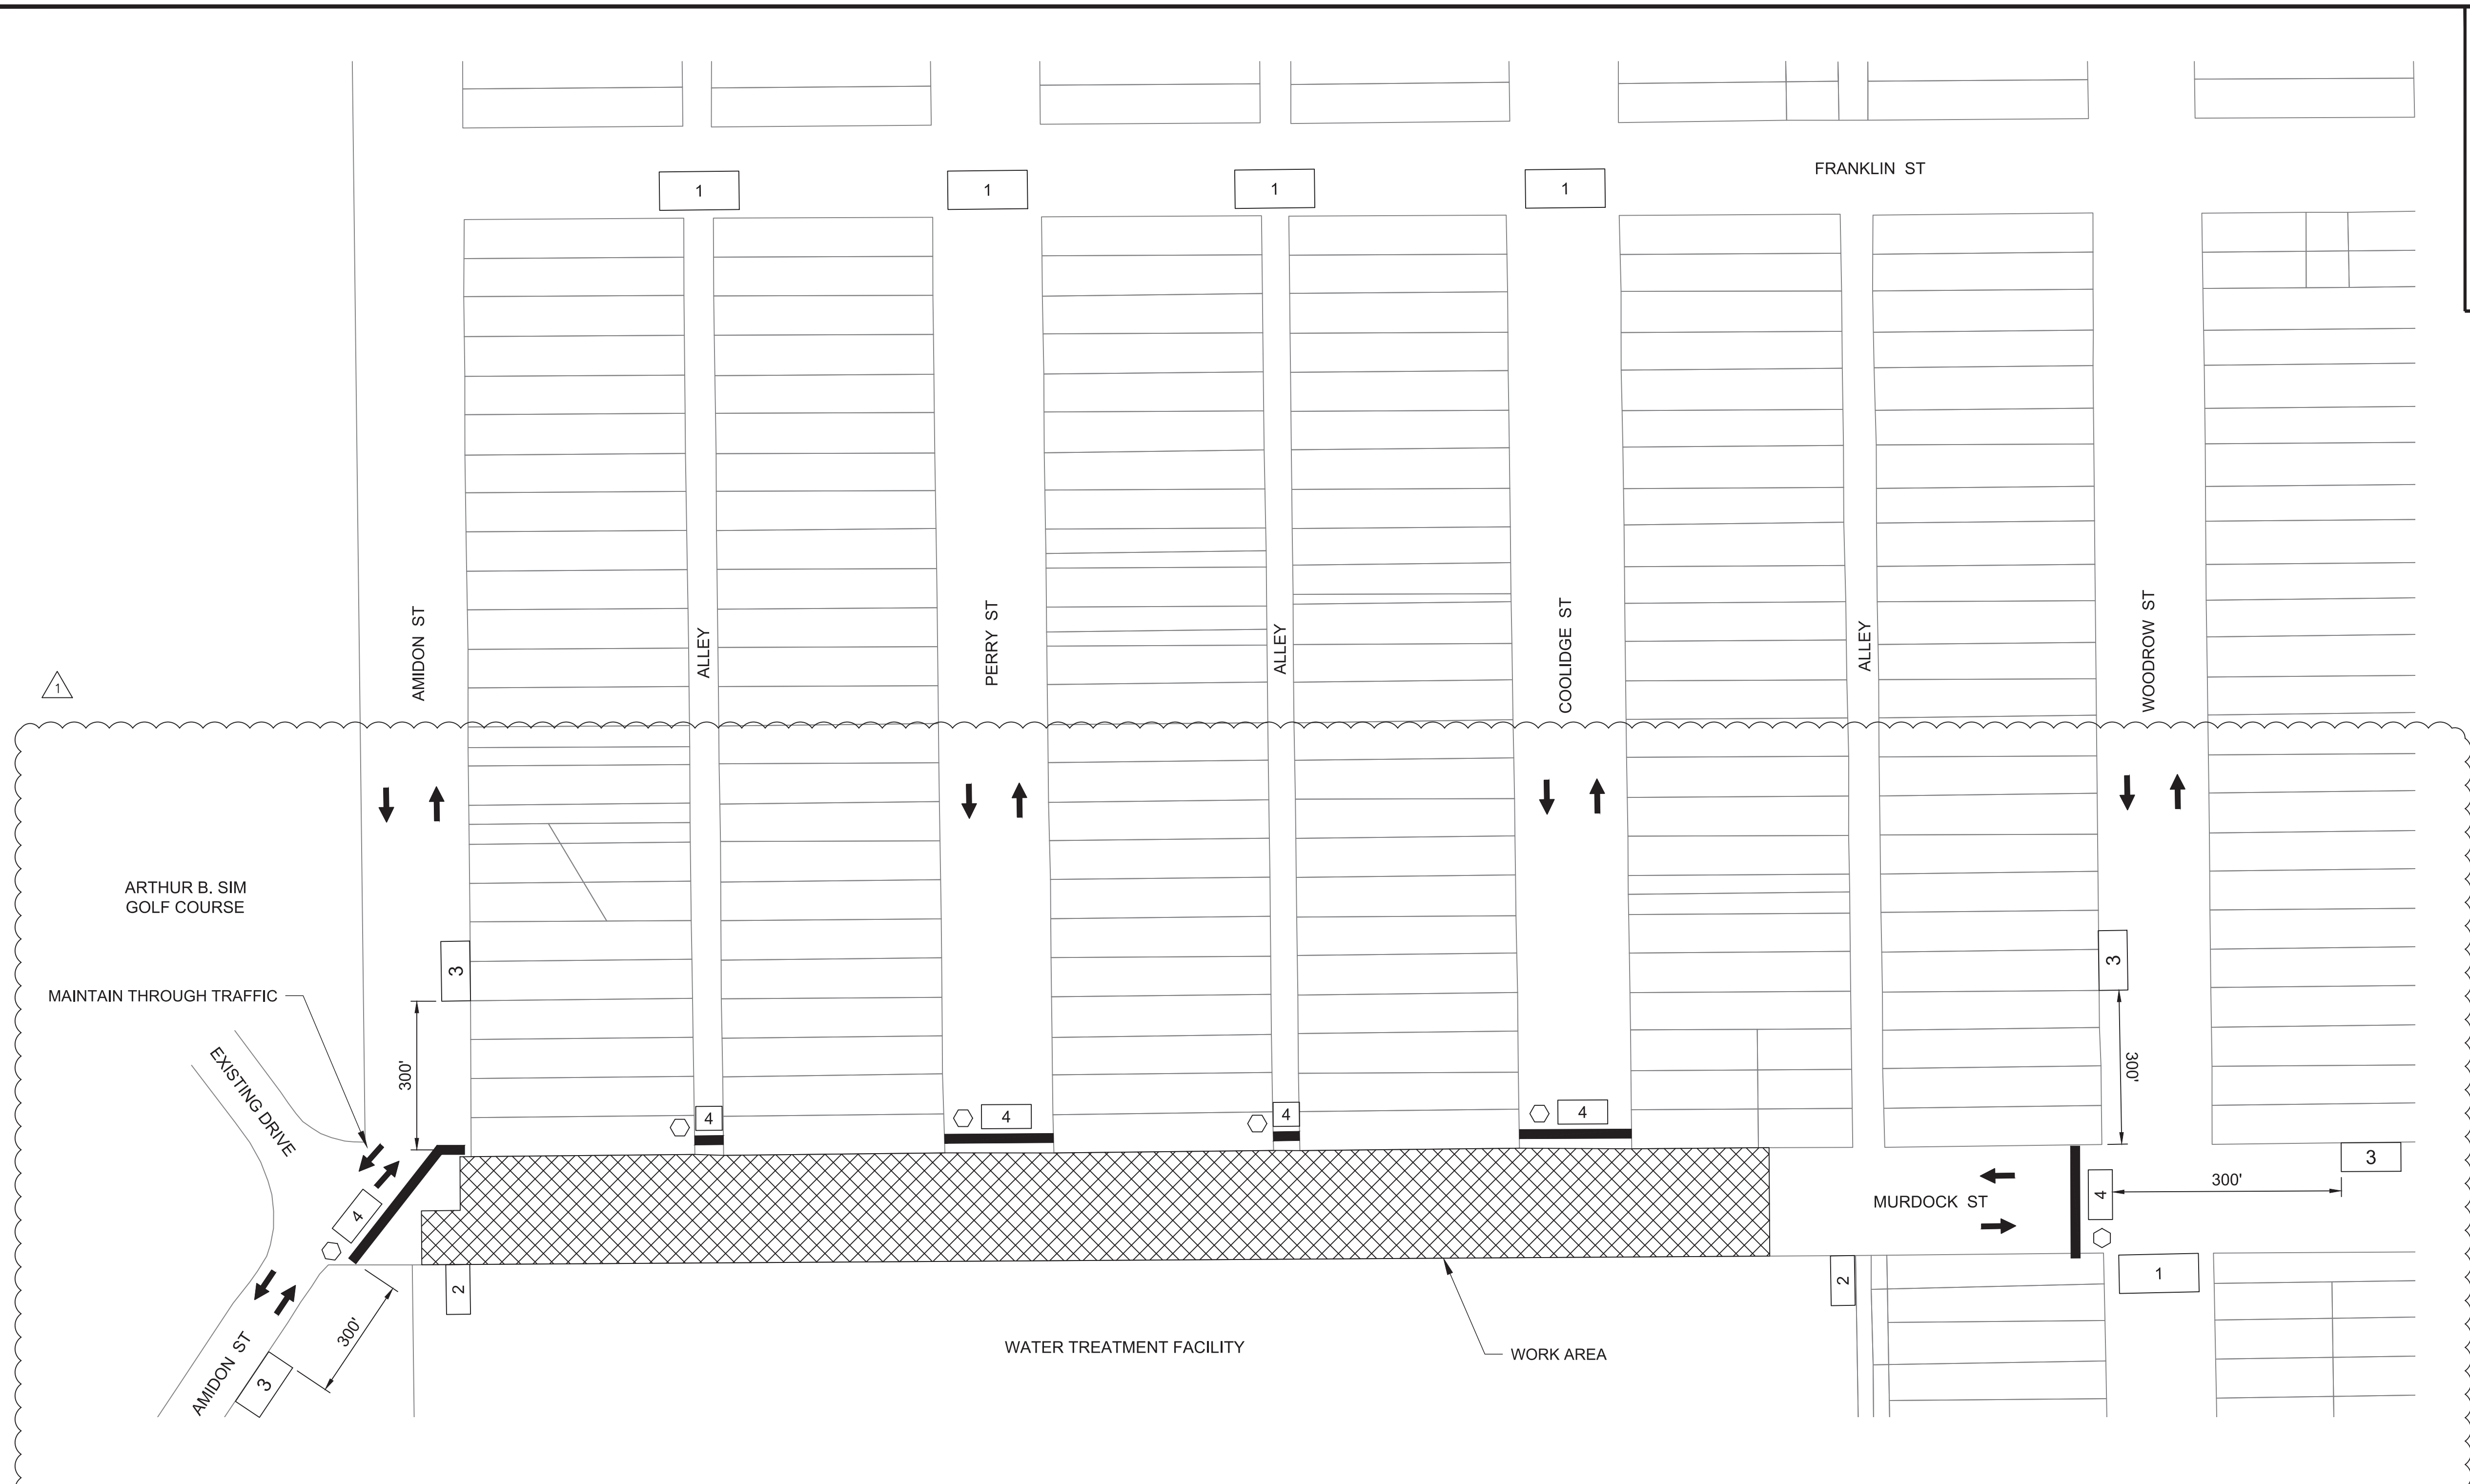 FRANKLIN ST
1
1
1
1
AMIDON ST
ALLEY
PERRY ST
ALLEY
COOLIDGE ST
ALLEY
WOODROW ST
1
ARTHUR B. SIM
GOLF COURSE
3
3
MAINTAIN THROUGH TRAFFIC
EXISTING DRIVE
300'
300'
4
4
4
4
4
4
3
300'
MURDOCK ST
2
2
1
300'
AMIDON ST
3
WATER TREATMENT FACILITY
WORK AREA